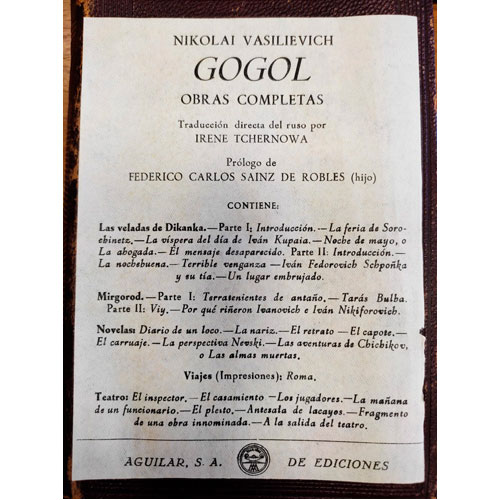 NIKOLAI VASILIEVICH
GOGOL
OBRAS COMPLETAS
Traducción directa del ruso por
IRENE TCHERNOWA
Prólogo de
FEDERICO CARLOS SAINZ DE ROBLES (hijo)
CONTIENE:
Las veladas de Dikanka.—Parte I: Introducción.—La feria de Soro-
chinetz.—La víspera del día de Iván Kupaia.—Noche de mayo, o
La ahogada.—El mensaje desaparecido. Parte II: Introducción.—
La nochebuena.—Terrible venganza—Iván Fedorovich Schpoñka
y su tía.—Un lugar embrujado.
Mirgorod.—Parte I: Terrasenientes de antaño.—Tarás Bulba.
Parte II: Viy.—Por qué riñeron Ivanovich e Iván Nikiforovich.
Novelas: Diario de un loco.—La nariz.—El retrato—El capote.—
El carruaje.—La perspectiva Nevski.—Las aventuras de Chichikov,
o Las almas muertas.
Viajes (Impresiones): Roma.
Teatro: El inspector.—El casamiento—Los jugadores.—La mañana
de un funcionario.—El pleito.—Antesala de lacayos.—Fragmento
de una obra innominada.—A la salida del teatro.
AGUILAR, S. A. DE EDICIONES